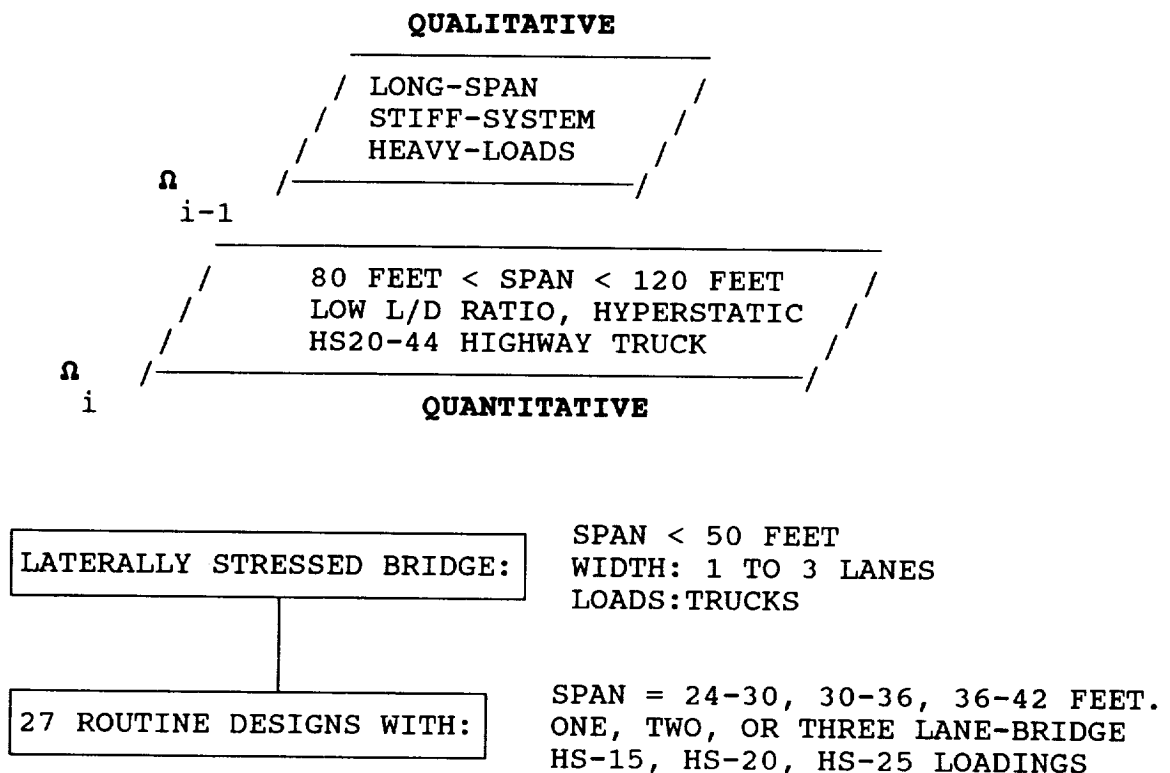 QUALITATIVE
LONG-SPAN
STIFF-SYSTEM
HEAVY-LOADS
Ω
i-1
80 FEET < SPAN < 120 FEET
LOW L/D RATIO, HYPERSTATIC
HS20-44 HIGHWAY TRUCK
Ω
i
QUANTITATIVE
LATERALLY STRESSED BRIDGE:
SPAN < 50 FEET
WIDTH: 1 TO 3 LANES
LOADS:TRUCKS
27 ROUTINE DESIGNS WITH:
SPAN = 24-30, 30-36, 36-42 FEET.
ONE, TWO, OR THREE LANE-BRIDGE
HS-15, HS-20, HS-25 LOADINGS